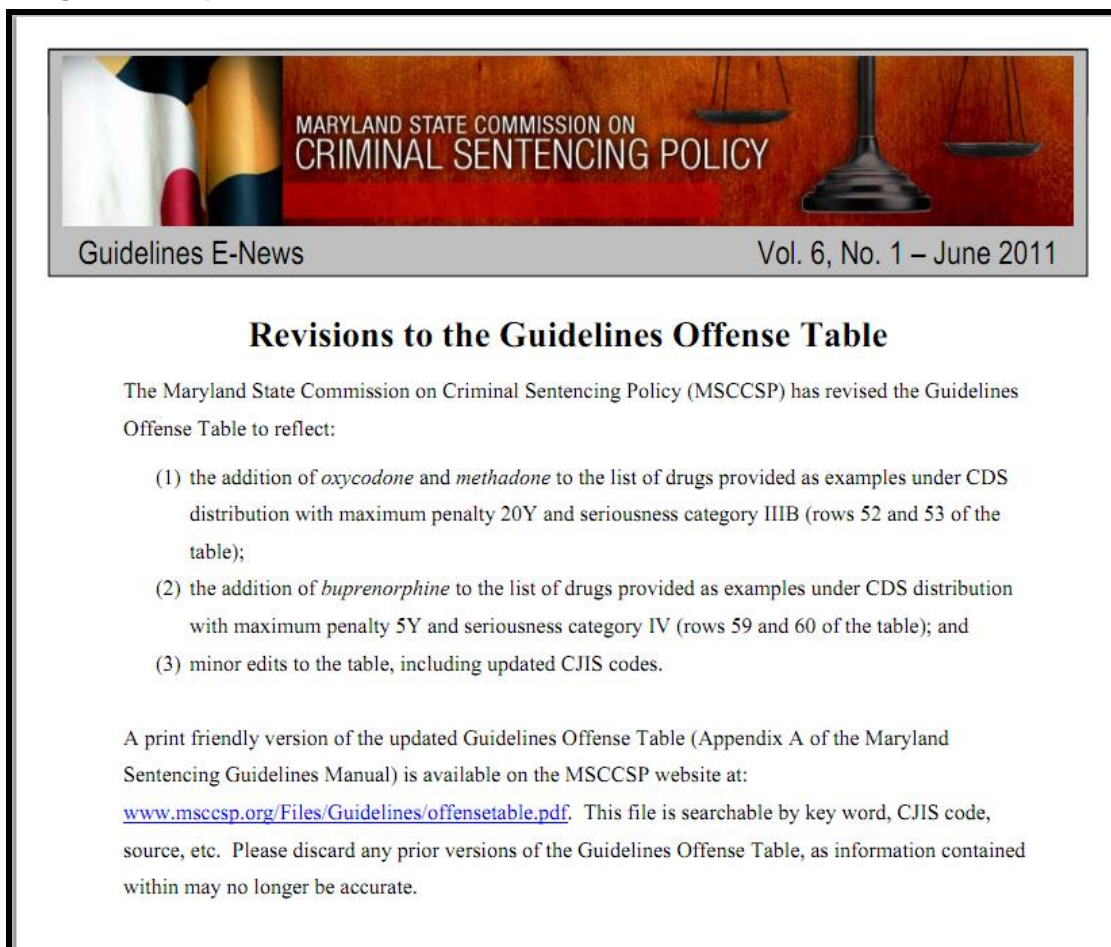 MARYLAND STATE COMMISSION ON
CRIMINAL SENTENCING POLICY
Guidelines E-News
Vol. 6, No. 1 – June 2011
Revisions to the Guidelines Offense Table
The Maryland State Commission on Criminal Sentencing Policy (MSCCSP) has revised the Guidelines
Offense Table to reflect:
(1) the addition of oxycodone and methadone to the list of drugs provided as examples under CDS
distribution with maximum penalty 20Y and seriousness category IIIB (rows 52 and 53 of the
table);
(2) the addition of buprenorphine to the list of drugs provided as examples under CDS distribution
with maximum penalty 5Y and seriousness category IV (rows 59 and 60 of the table); and
(3) minor edits to the table, including updated CJIS codes.
A print friendly version of the updated Guidelines Offense Table (Appendix A of the Maryland
Sentencing Guidelines Manual) is available on the MSCCSP website at:
www.msccsp.org/Files/Guidelines/offensetable.pdf. This file is searchable by key word, CJIS code,
source, etc. Please discard any prior versions of the Guidelines Offense Table, as information contained
within may no longer be accurate.